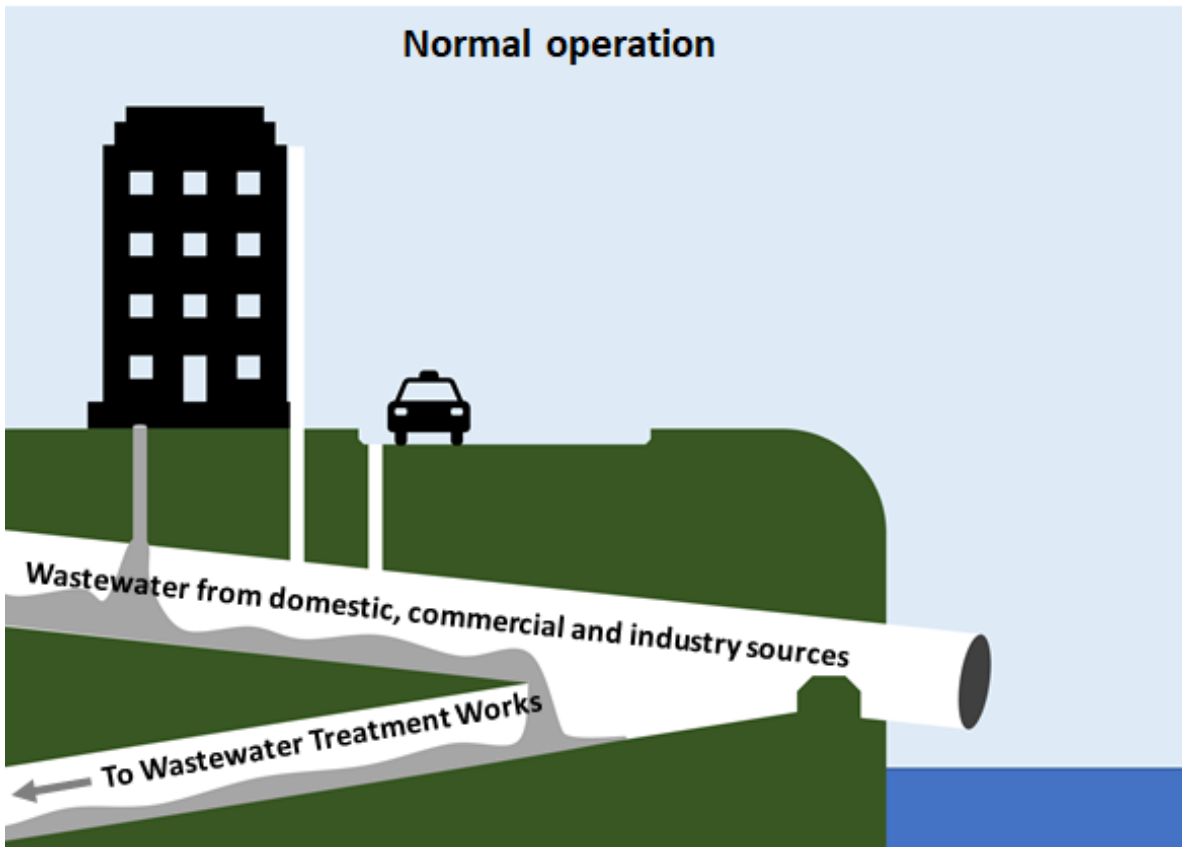 Normal operation
Wastewater from domestic, commercial and industry sources
To Wastewater Treatment Works